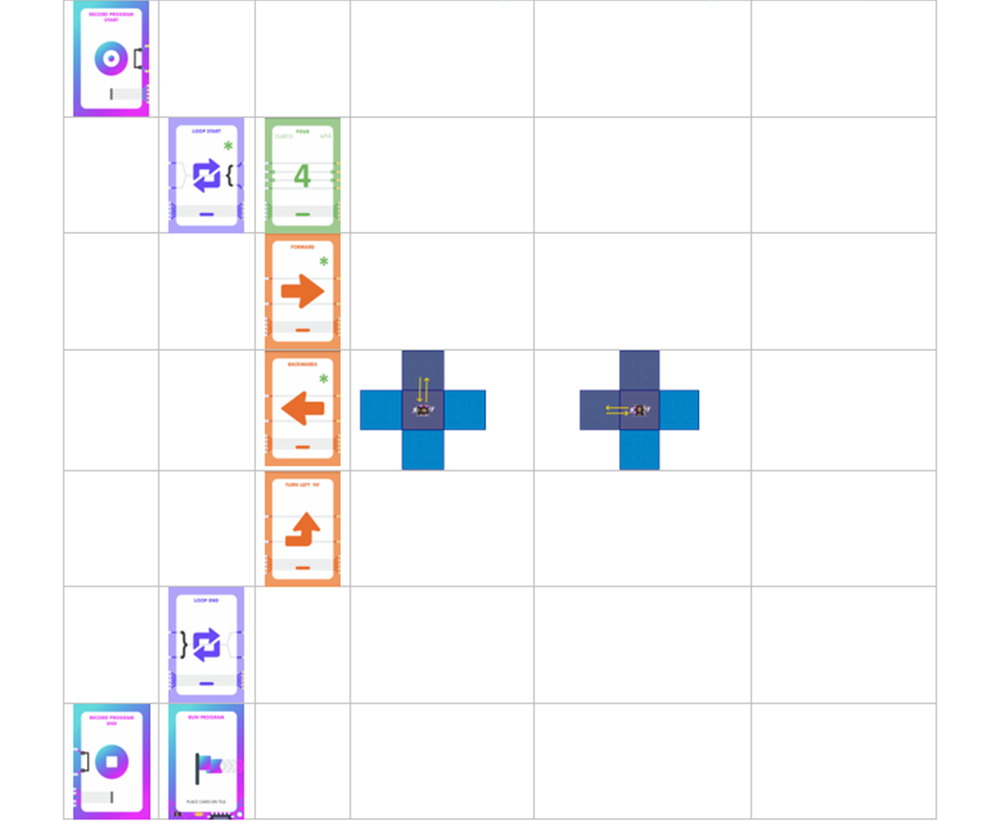 RECORD PROGRAM
START
LOOP START
*
FOUR
4
FORWARD
*
BACKWARDS
*
TURN LEFT 90°
LOOP END
RECORD PROGRAM
END
RUN PROGRAM
PLACE CARD ON TILE